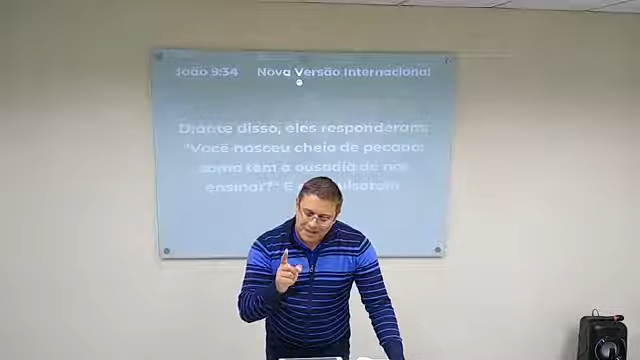 João 9:34 Nova Versão Internacional
Diante disso, eles responderam:
"Você nasceu cheio de pecado;
como tem a ousadia de nos
ensinar?" E